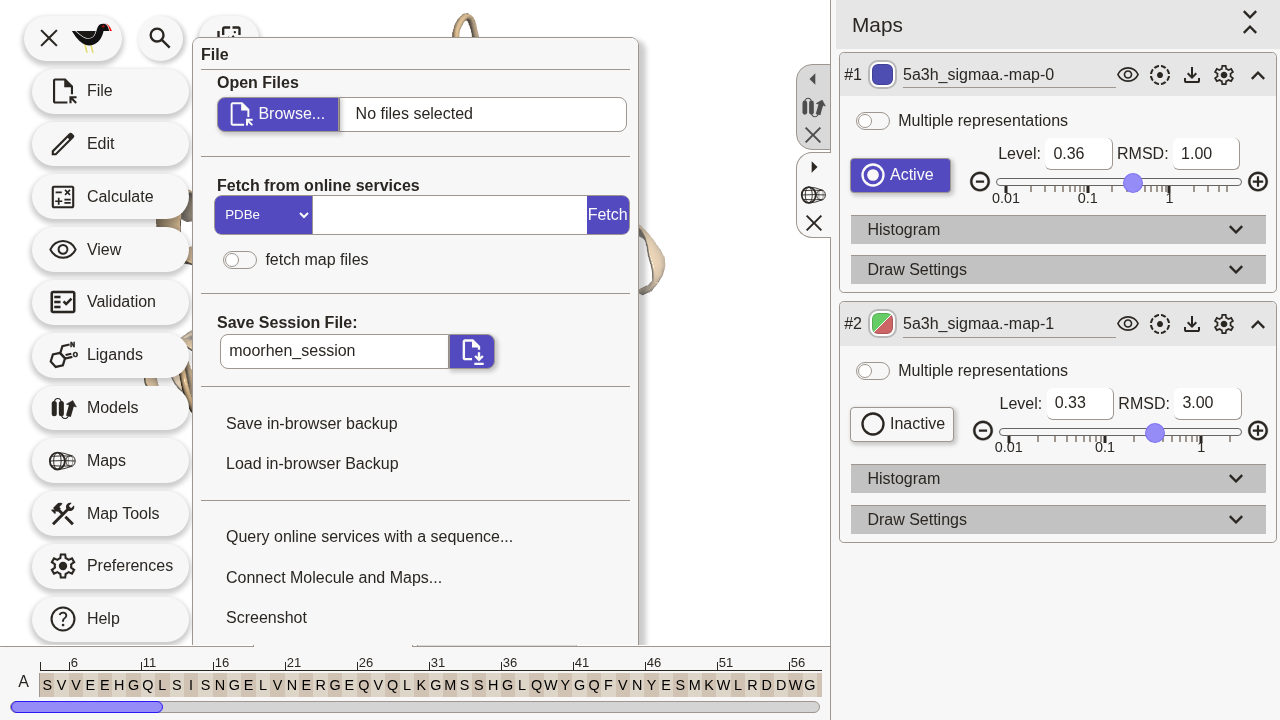 File
Edit
Calculate
View
Validation
Ligands
Models
Maps
Map Tools
Preferences
Help
File
Open Files
Browse... No files selected
Fetch from online services
PDBe Fetch
fetch map files
Save Session File:
moorhen_session
Save in-browser backup
Load in-browser Backup
Query online services with a sequence...
Connect Molecule and Maps...
Screenshot
Maps
#1 5a3h_sigmaa.-map-0
Multiple representations
Level: 0.36 RMSD: 1.00
Active
0.01 0.1 1
Histogram
Draw Settings
#2 5a3h_sigmaa.-map-1
Multiple representations
Level: 0.33 RMSD: 3.00
Inactive
0.01 0.1 1
Histogram
Draw Settings
6 11 16 21 26 31 36 41 46 51 56
A S V V E E H G Q L S I S N G E L V N E R G E Q V Q L K G M S S H G L Q W Y G Q F V N Y E S M K W L R D D W G